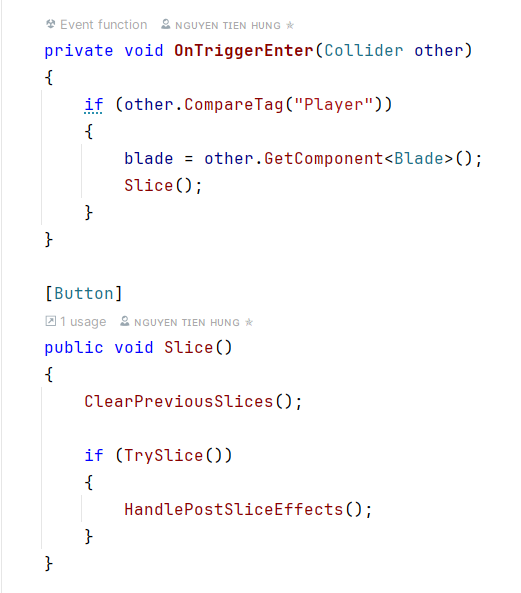 Event function NGUYEN TIEN HUNG *
private void OnTriggerEnter(Collider other)
{
    if (other.CompareTag("Player"))
    {
        blade = other.GetComponent<Blade>();
        Slice();
    }
}

[Button]
1 usage NGUYEN TIEN HUNG *
public void Slice()
{
    ClearPreviousSlices();

    if (TrySlice())
    {
        HandlePostSliceEffects();
    }
}